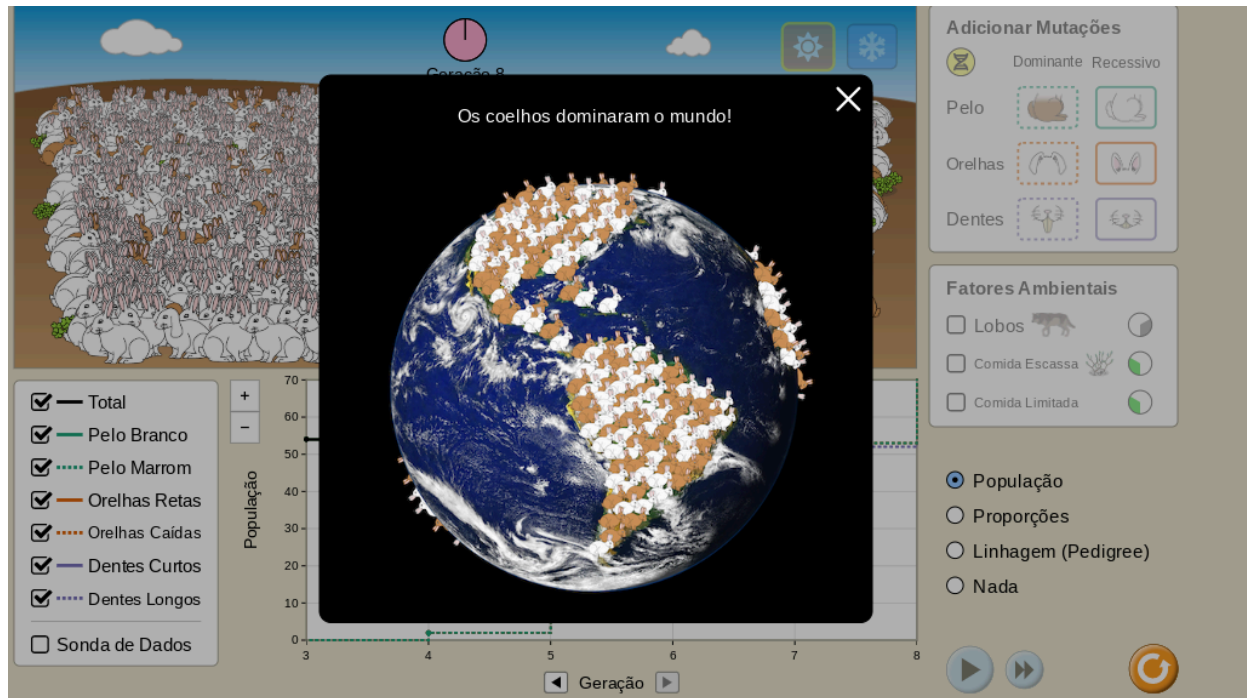 Geração 8
Os coelhos dominaram o mundo!
Adicionar Mutações
Dominante Recessivo
Pelo
Orelhas
Dentes
Fatores Ambientais
Lobos
Comida Escassa
Comida Limitada
População
Proporções
Linhagem (Pedigree)
Nada
Total
Pelo Branco
Pelo Marrom
Orelhas Retas
Orelhas Caídas
Dentes Curtos
Dentes Longos
Sonda de Dados
+
−
População
70
60
50
40
30
20
10
0
3 4 5 6 7 8
Geração